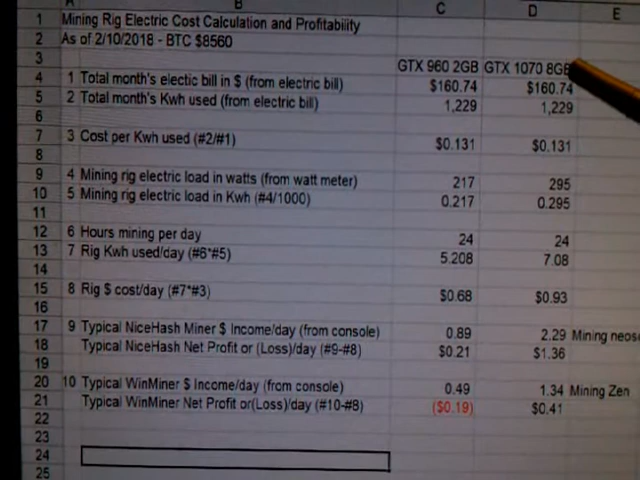 B C D E
1 Mining Rig Electric Cost Calculation and Profitability
2 As of 2/10/2018 - BTC $8560
3 GTX 960 2GB GTX 1070 8GB
4 1 Total month's electic bill in $ (from electric bill) $160.74 $160.74
5 2 Total month's Kwh used (from electric bill) 1,229 1,229
6
7 3 Cost per Kwh used (#2/#1) $0.131 $0.131
8
9 4 Mining rig electric load in watts (from watt meter) 217 295
10 5 Mining rig electric load in Kwh (#4/1000) 0.217 0.295
11
12 6 Hours mining per day 24 24
13 7 Rig Kwh used/day (#6*#5) 5.208 7.08
14
15 8 Rig $ cost/day (#7*#3) $0.68 $0.93
16
17 9 Typical NiceHash Miner $ Income/day (from console) 0.89 2.29 Mining neos
18 Typical NiceHash Net Profit or (Loss)/day (#9-#8) $0.21 $1.36
19
20 10 Typical WinMiner $ Income/day (from console) 0.49 1.34 Mining Zen
21 Typical WinMiner Net Profit or(Loss)/day (#10-#8) ($0.19) $0.41
22
23
24
25